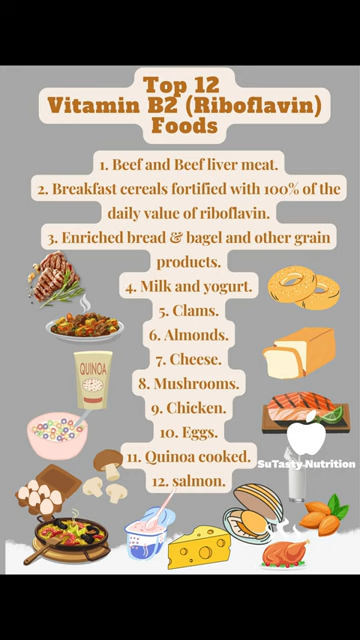 Top 12
Vitamin B2 (Riboflavin)
Foods
1. Beef and Beef liver meat.
2. Breakfast cereals fortified with 100% of the
daily value of riboflavin.
3. Enriched bread & bagel and other grain
products.
4. Milk and yogurt.
5. Clams.
6. Almonds.
7. Cheese.
8. Mushrooms.
9. Chicken.
10. Eggs.
11. Quinoa cooked.
12. salmon.
QUINOA
SuTasty Nutrition